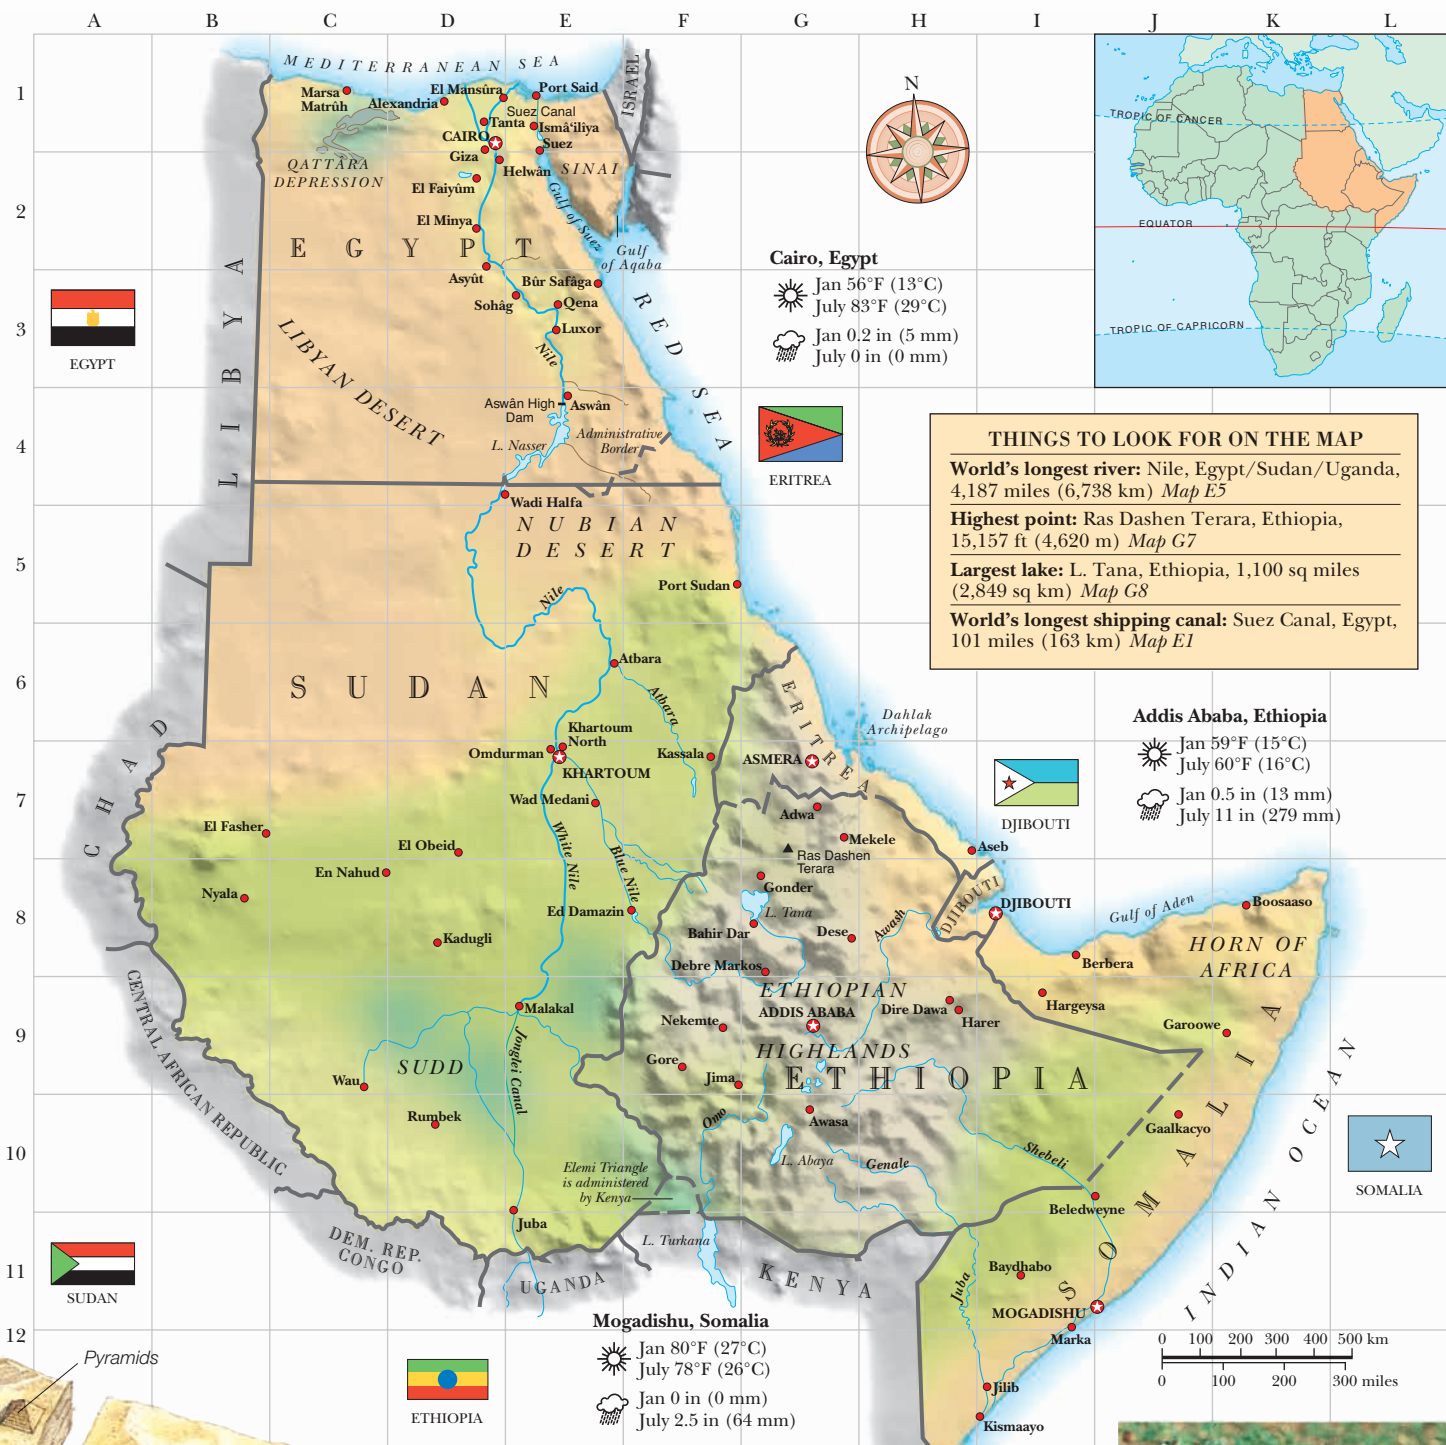 A B C D E F G H I J K L
1
2
3
4
5
6
7
8
9
10
11
12
MEDITERRANEAN SEA
ISRAEL
Marsa
Matrûh
Alexandria
El Mansûra
Port Said
Suez Canal
Tanta
Ismâ'ilîya
CAIRO
Suez
Giza
Helwân
SINAI
QATTÂRA
DEPRESSION
El Faiyûm
El Minya
Gulf of Suez
Gulf
of Aqaba
EGYPT
Asyût
Bûr Safâga
Sohâg
Qena
Luxor
Nile
RED SEA
LIBYA
LIBYAN DESERT
Aswân High
Dam
Aswân
L. Nasser
Administrative
Border
EGYPT
N
Cairo, Egypt
Jan 56°F (13°C)
July 83°F (29°C)
Jan 0.2 in (5 mm)
July 0 in (0 mm)
TROPIC OF CANCER
EQUATOR
TROPIC OF CAPRICORN
ERITREA
THINGS TO LOOK FOR ON THE MAP
World's longest river: Nile, Egypt/Sudan/Uganda,
4,187 miles (6,738 km) Map E5
Highest point: Ras Dashen Terara, Ethiopia,
15,157 ft (4,620 m) Map G7
Largest lake: L. Tana, Ethiopia, 1,100 sq miles
(2,849 sq km) Map G8
World's longest shipping canal: Suez Canal, Egypt,
101 miles (163 km) Map E1
Wadi Halfa
NUBIAN
DESERT
Port Sudan
Nile
Atbara
SUDAN
Atbara
CHAD
Khartoum
North
Omdurman
KHARTOUM
Kassala
Wad Medani
ERITREA
ASMERA
Dahlak
Archipelago
Addis Ababa, Ethiopia
Jan 59°F (15°C)
July 60°F (16°C)
Jan 0.5 in (13 mm)
July 11 in (279 mm)
DJIBOUTI
El Fasher
El Obeid
En Nahud
Nyala
Kadugli
White Nile
Blue Nile
Ed Damazin
Adwa
Mekele
Ras Dashen
Terara
Gonder
L. Tana
Bahir Dar
Dese
Awash
Debre Markos
Aseb
DJIBOUTI
DJIBOUTI
Gulf of Aden
Boosaaso
HORN OF
AFRICA
Berbera
Hargeysa
Garoowe
CENTRAL AFRICAN REPUBLIC
Malakal
SUDD
Jonglei Canal
Wau
Rumbek
ETHIOPIAN
HIGHLANDS
ADDIS ABABA
Nekemte
Dire Dawa
Harer
Gore
Jima
ETHIOPIA
Omo
Awasa
L. Abaya
Genale
Shebeli
Gaalkacyo
SOMALIA
INDIAN OCEAN
SOMALIA
Elemi Triangle
is administered
by Kenya
Juba
L. Turkana
Beledweyne
DEM. REP.
CONGO
UGANDA
KENYA
Juba
Baydhabo
MOGADISHU
Marka
Jilib
Kismaayo
SUDAN
Pyramids
ETHIOPIA
Mogadishu, Somalia
Jan 80°F (27°C)
July 78°F (26°C)
Jan 0 in (0 mm)
July 2.5 in (64 mm)
0 100 200 300 400 500 km
0 100 200 300 miles